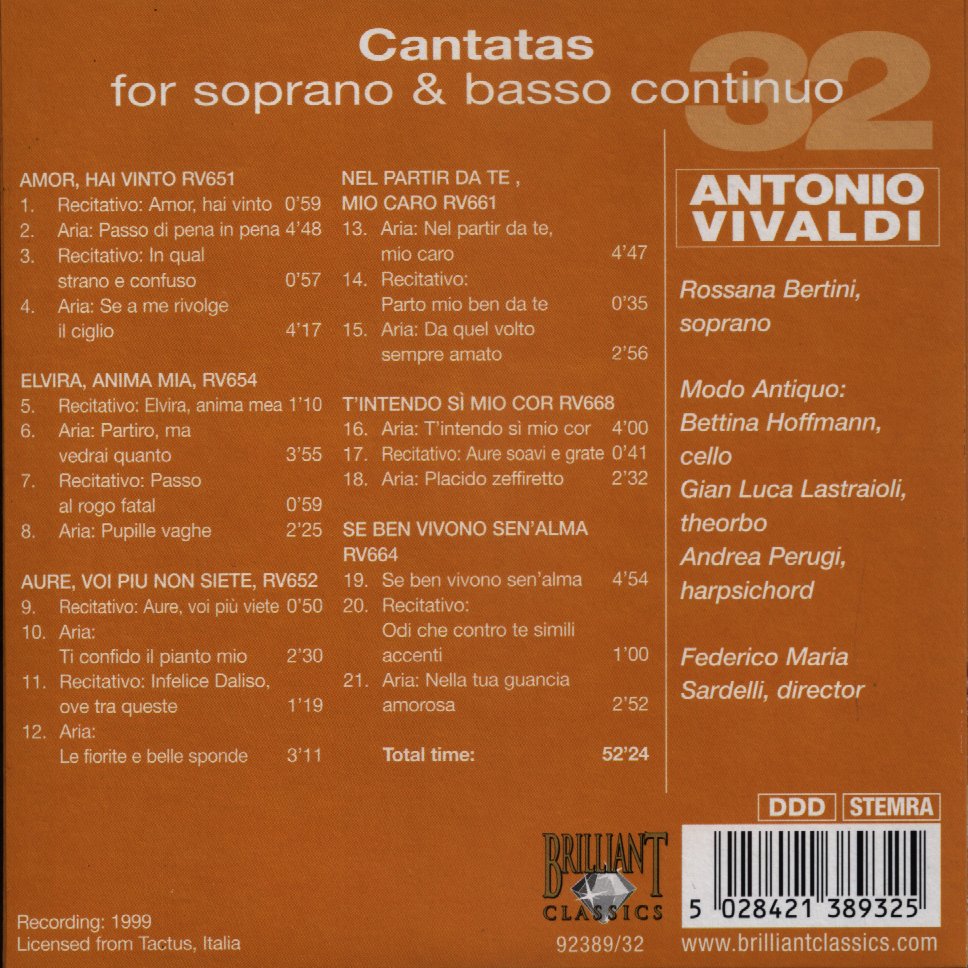 Cantatas
for soprano & basso continuo
32
AMOR, HAI VINTO RV651
1. Recitativo: Amor, hai vinto 0'59
2. Aria: Passo di pena in pena 4'48
3. Recitativo: In qual
strano e confuso 0'57
4. Aria: Se a me rivolge
il ciglio 4'17
ELVIRA, ANIMA MIA, RV654
5. Recitativo: Elvira, anima mea 1'10
6. Aria: Partiro, ma
vedrai quanto 3'55
7. Recitativo: Passo
al rogo fatal 0'59
8. Aria: Pupille vaghe 2'25
AURE, VOI PIU NON SIETE, RV652
9. Recitativo: Aure, voi più viete 0'50
10. Aria:
Ti confido il pianto mio 2'30
11. Recitativo: Infelice Daliso,
ove tra queste 1'19
12. Aria:
Le fiorite e belle sponde 3'11
NEL PARTIR DA TE ,
MIO CARO RV661
13. Aria: Nel partir da te,
mio caro 4'47
14. Recitativo:
Parto mio ben da te 0'35
15. Aria: Da quel volto
sempre amato 2'56
T'INTENDO SÌ MIO COR RV668
16. Aria: T'intendo sì mio cor 4'00
17. Recitativo: Aure soavi e grate 0'41
18. Aria: Placido zeffiretto 2'32
SE BEN VIVONO SEN'ALMA
RV664
19. Se ben vivono sen'alma 4'54
20. Recitativo:
Odi che contro te simili
accenti 1'00
21. Aria: Nella tua guancia
amorosa 2'52
Total time: 52'24
ANTONIO
VIVALDI
Rossana Bertini,
soprano
Modo Antiquo:
Bettina Hoffmann,
cello
Gian Luca Lastraioli,
theorbo
Andrea Perugi,
harpsichord
Federico Maria
Sardelli, director
DDD STEMRA
BRILLIANT
CLASSICS
92389/32
5 028421 389325
www.brilliantclassics.com
Recording: 1999
Licensed from Tactus, Italia